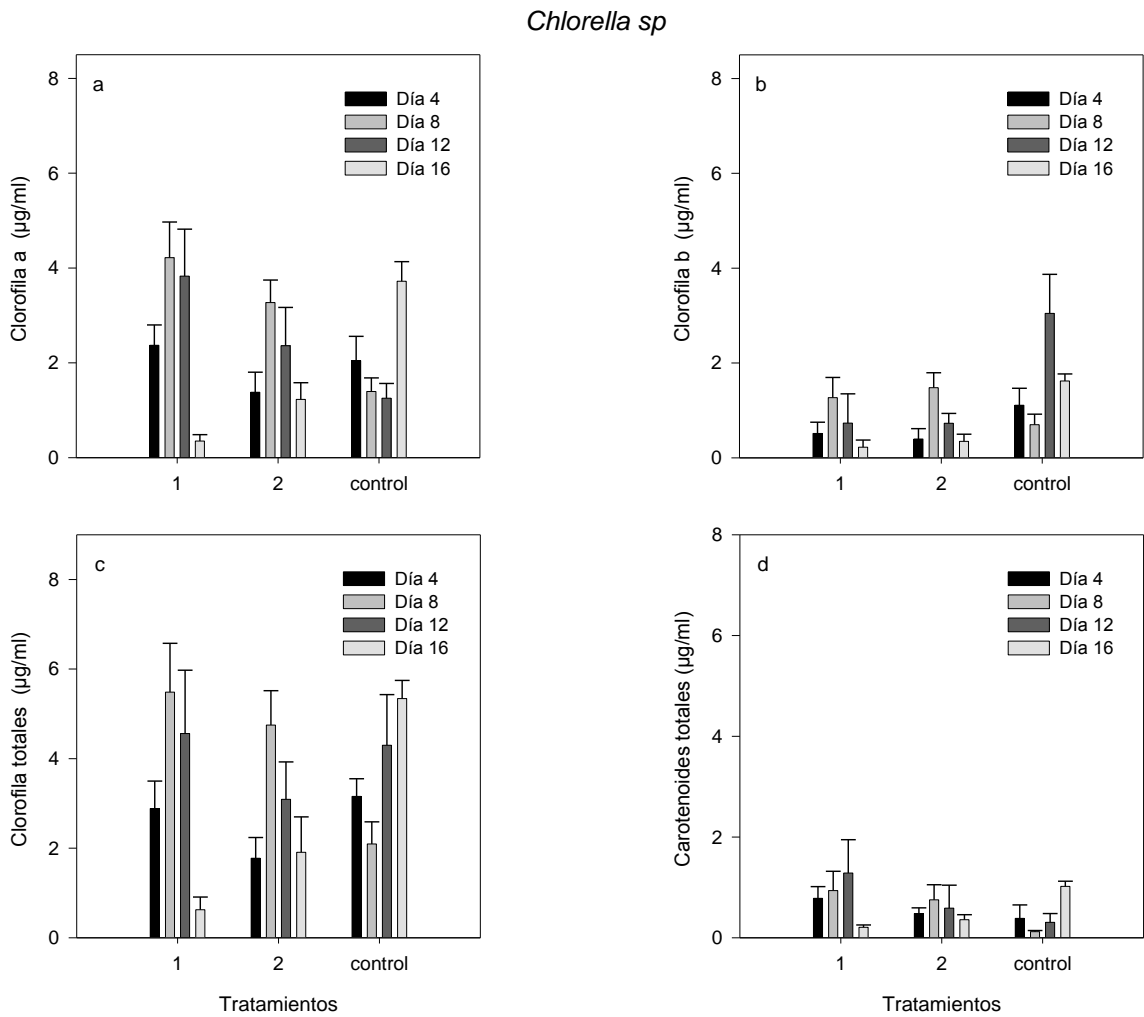 Chlorella sp
a
Día 4
Día 8
Día 12
Día 16
8
6
4
2
0
Clorofila a (µg/ml)
1
2
control
b
Día 4
Día 8
Día 12
Día 16
8
6
4
2
0
Clorofila b (µg/ml)
1
2
control
c
Día 4
Día 8
Día 12
Día 16
8
6
4
2
0
Clorofila totales (µg/ml)
1
2
control
Tratamientos
d
Día 4
Día 8
Día 12
Día 16
8
6
4
2
0
Carotenoides totales (µg/ml)
1
2
control
Tratamientos